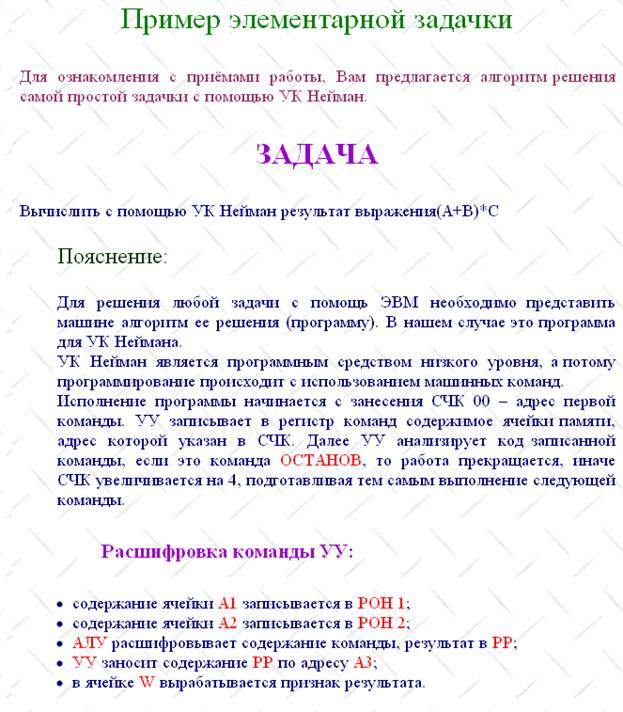 Пример элементарной задачки
Для ознакомления с приёмами работы, Вам предлагается алгоритм решения
самой простой задачки с помощью УК Нейман.
ЗАДАЧА
Вычислить с помощью УК Нейман результат выражения(А+В)*С
Пояснение:
Для решения любой задачи с помощь ЭВМ необходимо представить
машине алгоритм ее решения (программу). В нашем случае это программа
для УК Неймана.
УК Нейман является программным средством низкого уровня, а потому
программирование происходит с использованием машинных команд.
Исполнение программы начинается с занесения СЧК 00 – адрес первой
команды. УУ записывает в регистр команд содержимое ячейки памяти,
адрес которой указан в СЧК. Далее УУ анализирует код записанной
команды, если это команда ОСТАНОВ, то работа прекращается, иначе
СЧК увеличивается на 4, подготавливая тем самым выполнение следующей
команды.
Расшифровка команды УУ:
• содержание ячейки А1 записывается в РОН 1;
• содержание ячейки А2 записывается в РОН 2;
• АЛУ расшифровывает содержание команды, результат в РР;
• УУ заносит содержание РР по адресу А3;
• в ячейке W вырабатывается признак результата.